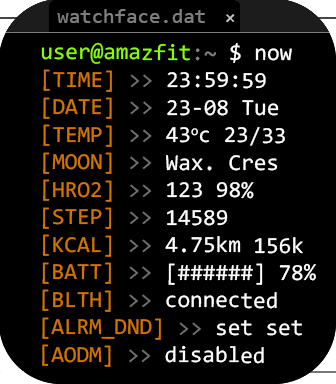 watchface.dat ×
user@amazfit:~ $ now
[TIME] >> 23:59:59
[DATE] >> 23-08 Tue
[TEMP] >> 43ºc 23/33
[MOON] >> Wax. Cres
[HRO2] >> 123 98%
[STEP] >> 14589
[KCAL] >> 4.75km 156k
[BATT] >> [######] 78%
[BLTH] >> connected
[ALRM_DND] >> set set
[AODM] >> disabled